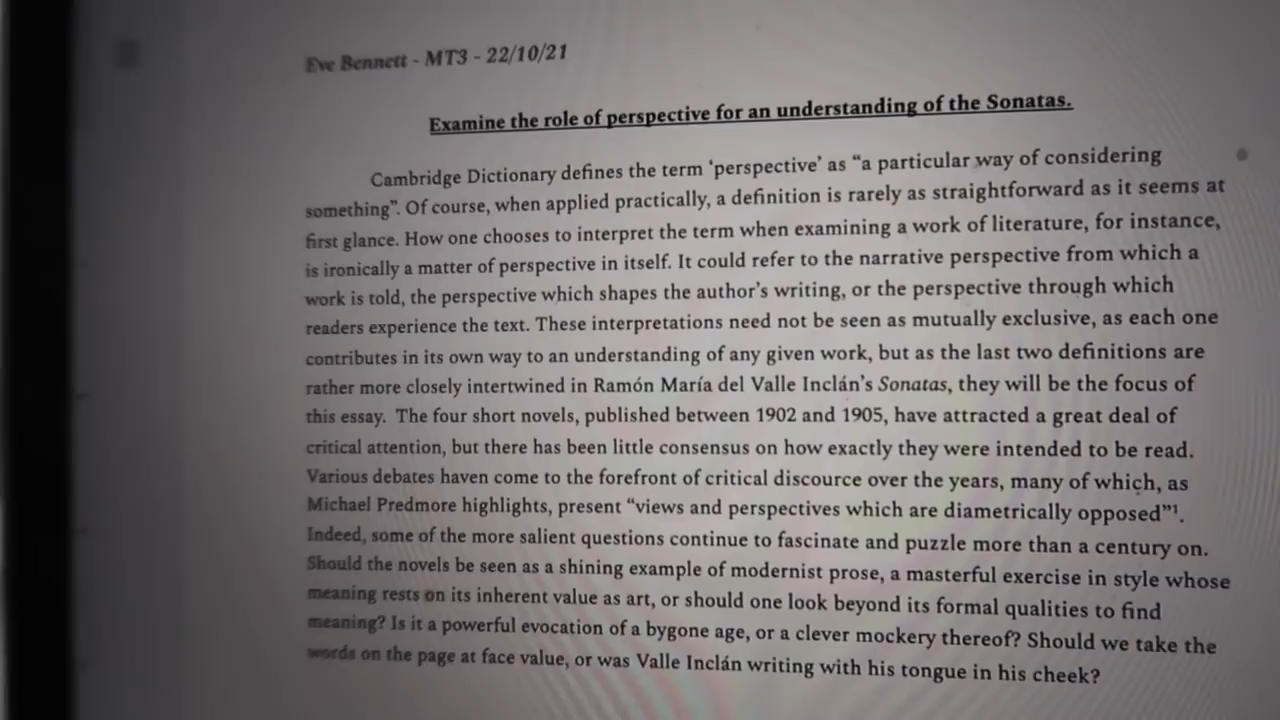 Eve Bennett - MT3 - 22/10/21
Examine the role of perspective for an understanding of the Sonatas.
Cambridge Dictionary defines the term ‘perspective’ as “a particular way of considering
something”. Of course, when applied practically, a definition is rarely as straightforward as it seems at
first glance. How one chooses to interpret the term when examining a work of literature, for instance,
is ironically a matter of perspective in itself. It could refer to the narrative perspective from which a
work is told, the perspective which shapes the author’s writing, or the perspective through which
readers experience the text. These interpretations need not be seen as mutually exclusive, as each one
contributes in its own way to an understanding of any given work, but as the last two definitions are
rather more closely intertwined in Ramón María del Valle Inclán’s Sonatas, they will be the focus of
this essay. The four short novels, published between 1902 and 1905, have attracted a great deal of
critical attention, but there has been little consensus on how exactly they were intended to be read.
Various debates haven come to the forefront of critical discourse over the years, many of which, as
Michael Predmore highlights, present “views and perspectives which are diametrically opposed”¹.
Indeed, some of the more salient questions continue to fascinate and puzzle more than a century on.
Should the novels be seen as a shining example of modernist prose, a masterful exercise in style whose
meaning rests on its inherent value as art, or should one look beyond its formal qualities to find
meaning? Is it a powerful evocation of a bygone age, or a clever mockery thereof? Should we take the
words on the page at face value, or was Valle Inclán writing with his tongue in his cheek?